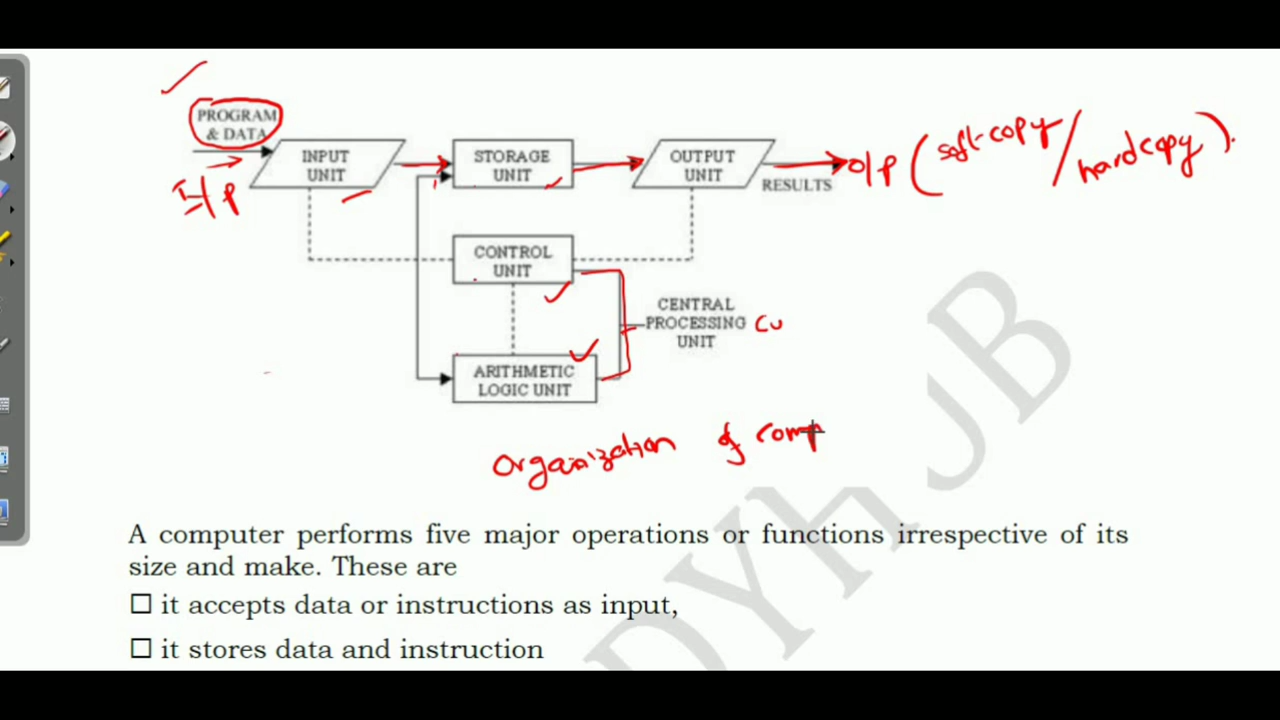 PROGRAM
& DATA
I/P
INPUT
UNIT
STORAGE
UNIT
OUTPUT
UNIT
RESULTS
O/P (soft-copy/hardcopy).
CONTROL
UNIT
CENTRAL
PROCESSING CU
UNIT
ARITHMETIC
LOGIC UNIT
Organization of comp
A computer performs five major operations or functions irrespective of its
size and make. These are
☐ it accepts data or instructions as input,
☐ it stores data and instruction
DYh JB